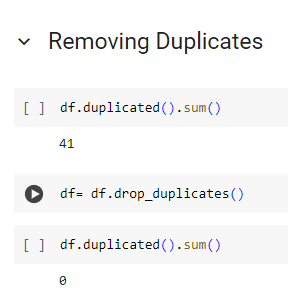 Removing Duplicates
[ ] df.duplicated().sum()
41
df= df.drop_duplicates()
[ ] df.duplicated().sum()
0